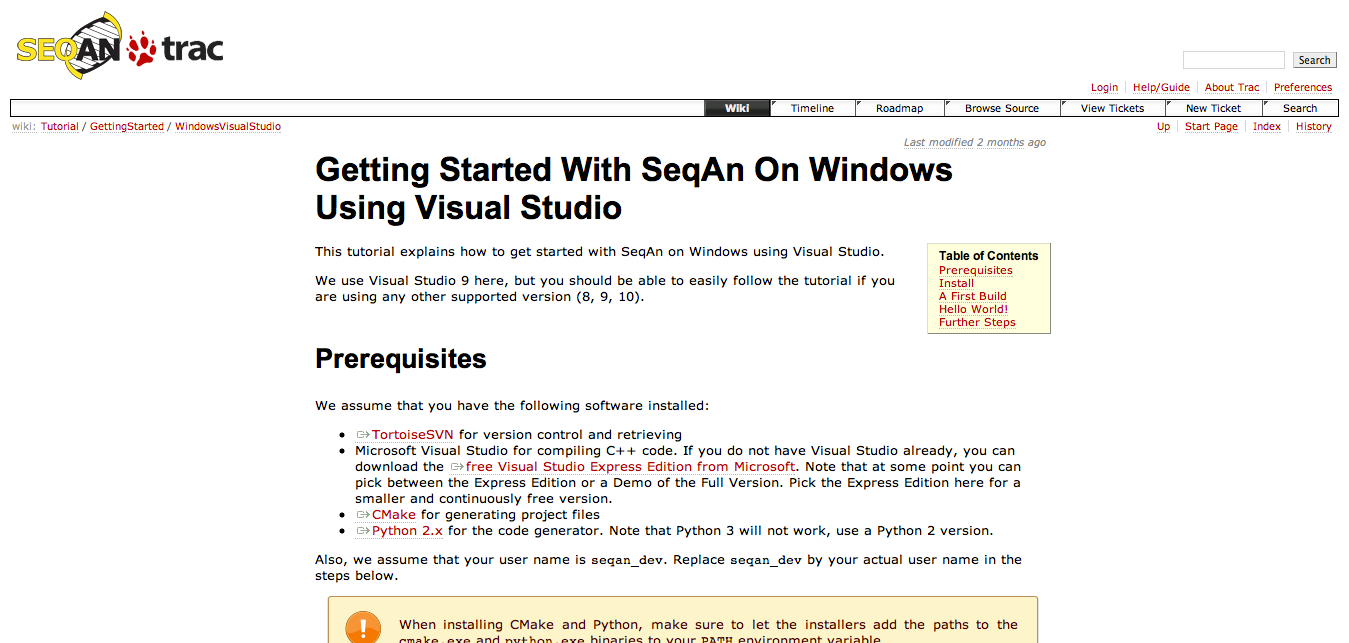 SEQAN trac
Search
Login Help/Guide About Trac Preferences
Wiki Timeline Roadmap Browse Source View Tickets New Ticket Search
wiki: Tutorial / GettingStarted / WindowsVisualStudio
Up Start Page Index History
Last modified 2 months ago
Getting Started With SeqAn On Windows
Using Visual Studio
This tutorial explains how to get started with SeqAn on Windows using Visual Studio.
We use Visual Studio 9 here, but you should be able to easily follow the tutorial if you
are using any other supported version (8, 9, 10).
Table of Contents
Prerequisites
Install
A First Build
Hello World!
Further Steps
Prerequisites
We assume that you have the following software installed:
• TortoiseSVN for version control and retrieving
• Microsoft Visual Studio for compiling C++ code. If you do not have Visual Studio already, you can
download the free Visual Studio Express Edition from Microsoft. Note that at some point you can
pick between the Express Edition or a Demo of the Full Version. Pick the Express Edition here for a
smaller and continuously free version.
• CMake for generating project files
• Python 2.x for the code generator. Note that Python 3 will not work, use a Python 2 version.
Also, we assume that your user name is seqan_dev. Replace seqan_dev by your actual user name in the
steps below.
When installing CMake and Python, make sure to let the installers add the paths to the
cmake.exe and python.exe binaries to your PATH environment variable.